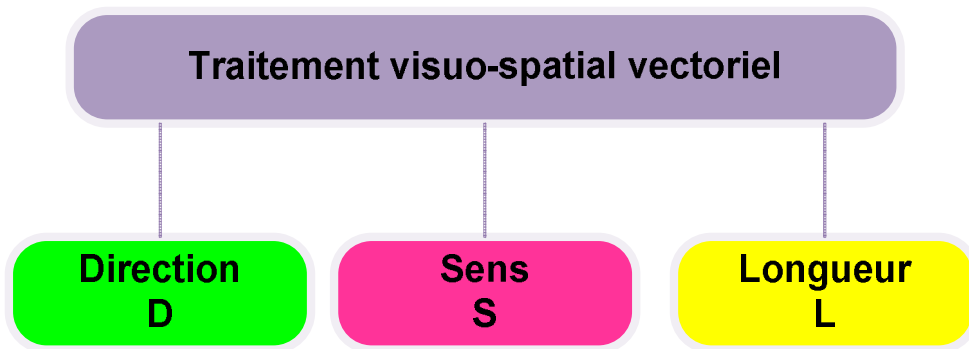 Traitement visuo-spatial vectoriel
Direction
D
Sens
S
Longueur
L